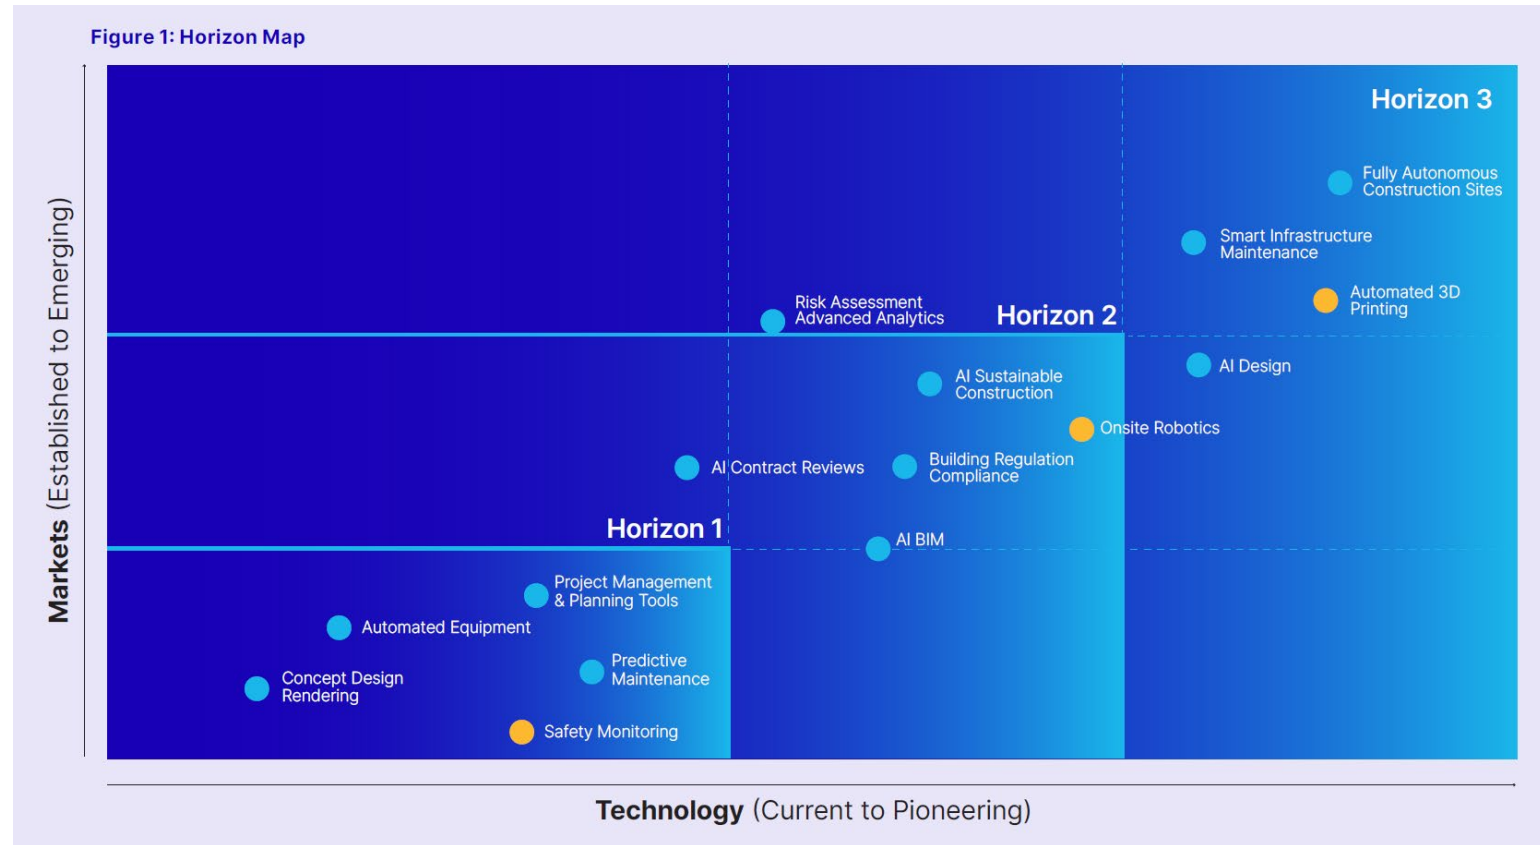 Figure 1: Horizon Map
Horizon 3
Fully Autonomous
Construction Sites
Smart Infrastructure
Maintenance
Automated 3D
Printing
Risk Assessment
Advanced Analytics
Horizon 2
AI Design
AI Sustainable
Construction
Onsite Robotics
AI Contract Reviews
Building Regulation
Compliance
Horizon 1
AI BIM
Project Management
& Planning Tools
Automated Equipment
Predictive
Maintenance
Concept Design
Rendering
Safety Monitoring
Markets (Established to Emerging)
Technology (Current to Pioneering)